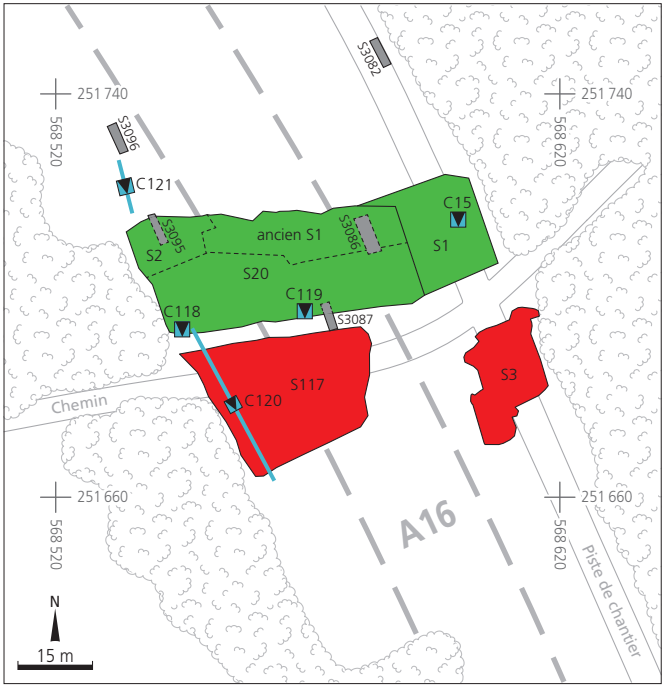 S3082
251 740
251 740
568 520
568 620
S3096
C121
C15
S3095
S2
ancien S1
S3086
S1
S20
C119
C118
S3087
S117
S3
Chemin
C120
251 660
251 660
568 520
568 620
A16
Piste de chantier
N
15 m